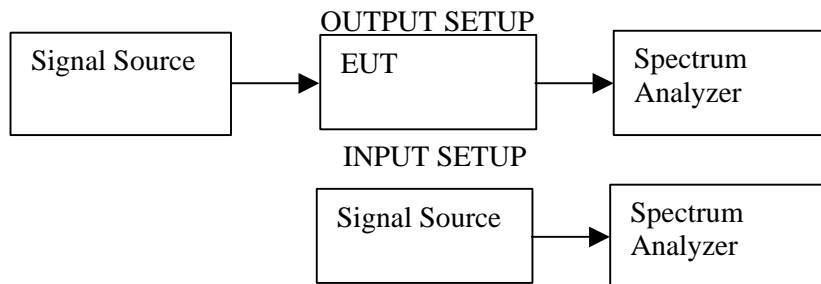 OUTPUT SETUP
Signal Source
EUT
Spectrum
Analyzer
INPUT SETUP
Signal Source
Spectrum
Analyzer